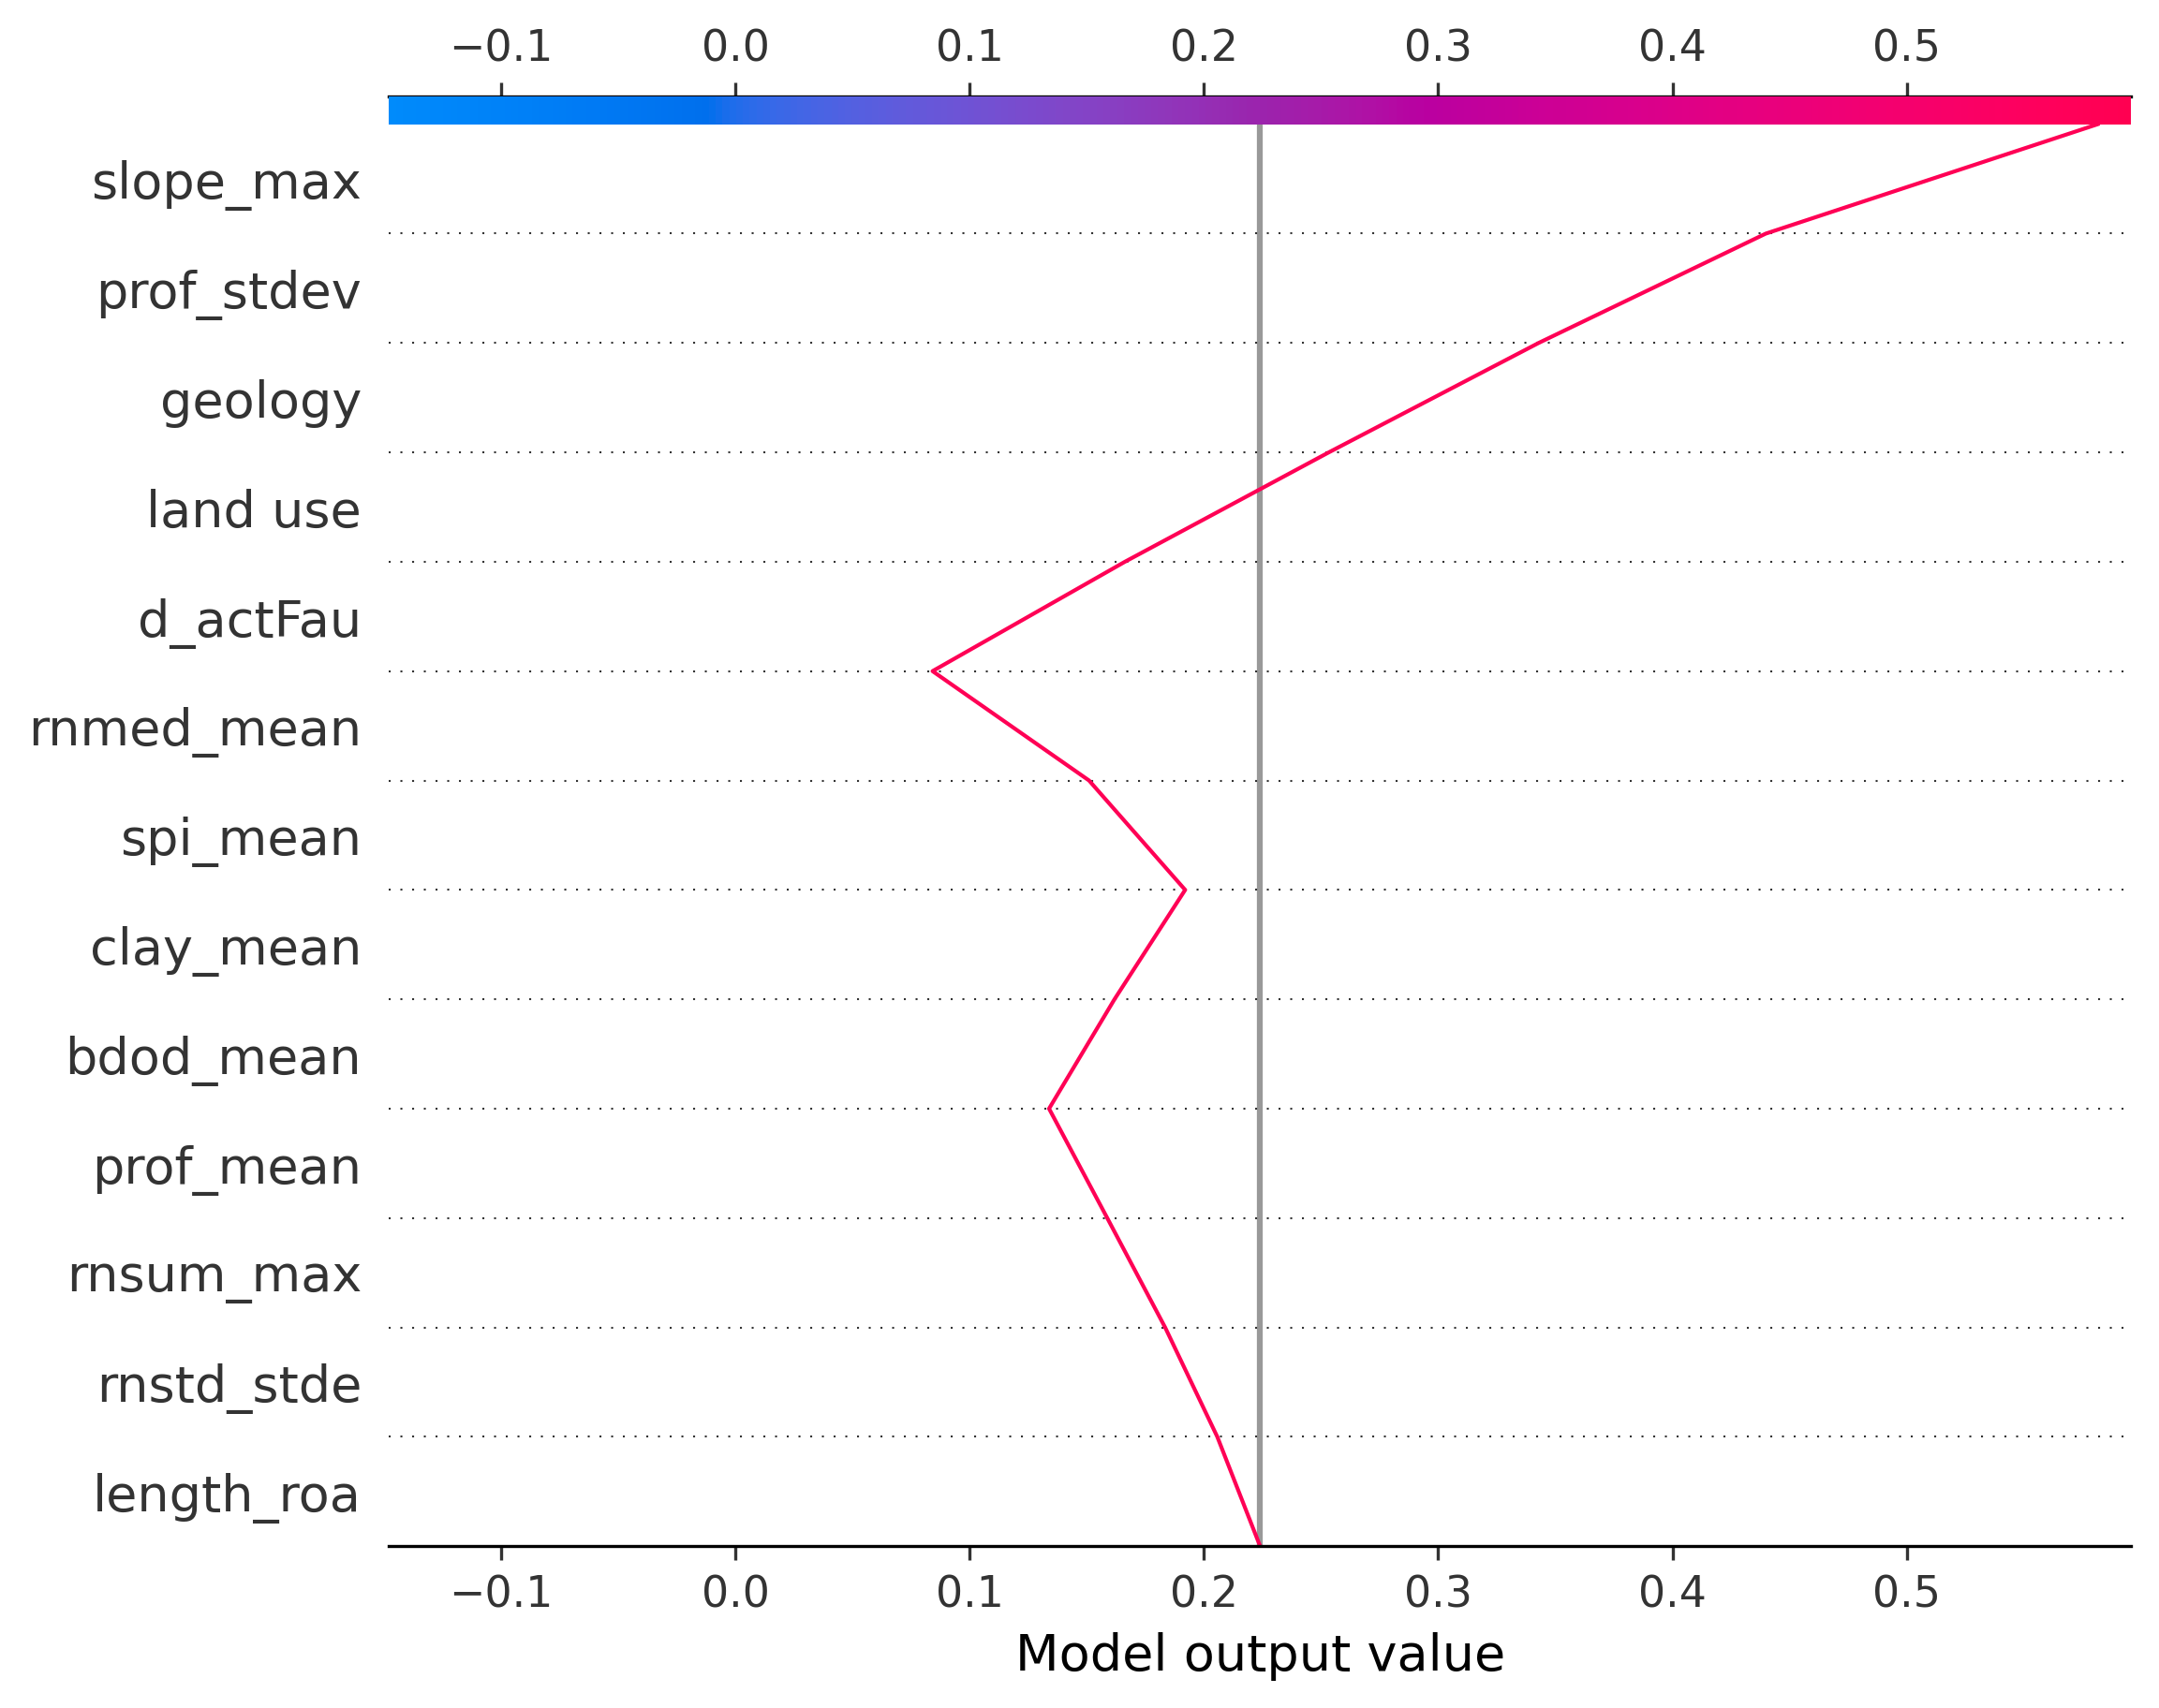 −0.1 0.0 0.1 0.2 0.3 0.4 0.5
slope_max
prof_stdev
geology
land use
d_actFau
rnmed_mean
spi_mean
clay_mean
bdod_mean
prof_mean
rnsum_max
rnstd_stde
length_roa
−0.1 0.0 0.1 0.2 0.3 0.4 0.5
Model output value